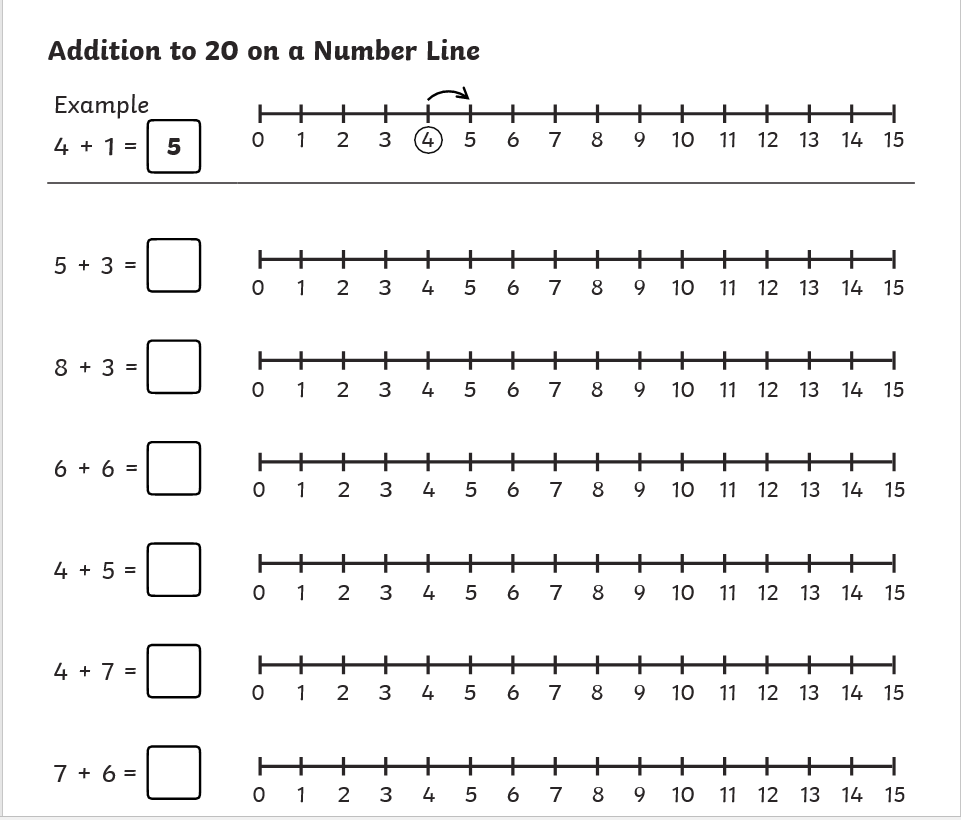 Addition to 20 on a Number Line
Example
4 + 1 = 5
0 1 2 3 4 5 6 7 8 9 10 11 12 13 14 15
5 + 3 =
0 1 2 3 4 5 6 7 8 9 10 11 12 13 14 15
8 + 3 =
0 1 2 3 4 5 6 7 8 9 10 11 12 13 14 15
6 + 6 =
0 1 2 3 4 5 6 7 8 9 10 11 12 13 14 15
4 + 5 =
0 1 2 3 4 5 6 7 8 9 10 11 12 13 14 15
4 + 7 =
0 1 2 3 4 5 6 7 8 9 10 11 12 13 14 15
7 + 6 =
0 1 2 3 4 5 6 7 8 9 10 11 12 13 14 15